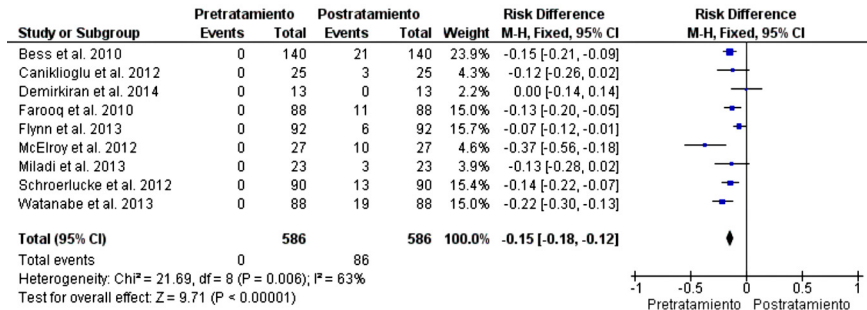 Pretratamiento Postratamiento Risk Difference Risk Difference
Study or Subgroup Events Total Events Total Weight M-H, Fixed, 95% CI M-H, Fixed, 95% CI
Bess et al. 2010 0 140 21 140 23.9% -0.15 [-0.21, -0.09]
Caniklioglu et al. 2012 0 25 3 25 4.3% -0.12 [-0.26, 0.02]
Demirkiran et al. 2014 0 13 0 13 2.2% 0.00 [-0.14, 0.14]
Farooq et al. 2010 0 88 11 88 15.0% -0.13 [-0.20, -0.05]
Flynn et al. 2013 0 92 6 92 15.7% -0.07 [-0.12, -0.01]
McElroy et al. 2012 0 27 10 27 4.6% -0.37 [-0.56, -0.18]
Miladi et al. 2013 0 23 3 23 3.9% -0.13 [-0.28, 0.02]
Schroerlucke et al. 2012 0 90 13 90 15.4% -0.14 [-0.22, -0.07]
Watanabe et al. 2013 0 88 19 88 15.0% -0.22 [-0.30, -0.13]
Total (95% CI) 586 586 100.0% -0.15 [-0.18, -0.12]
Total events 0 86
Heterogeneity: Chi² = 21.69, df = 8 (P = 0.006); I² = 63%
Test for overall effect: Z = 9.71 (P < 0.00001)
-1 -0.5 0 0.5 1
Pretratamiento Postratamiento